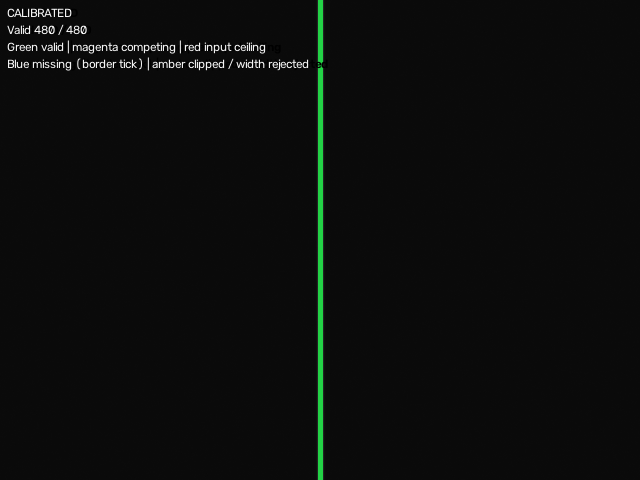 CALIBRATED
Valid 480 / 480
Green valid | magenta competing | red input ceiling
Blue missing (border tick) | amber clipped / width rejected